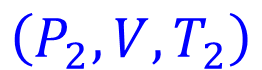 (P₂, V, T₂)